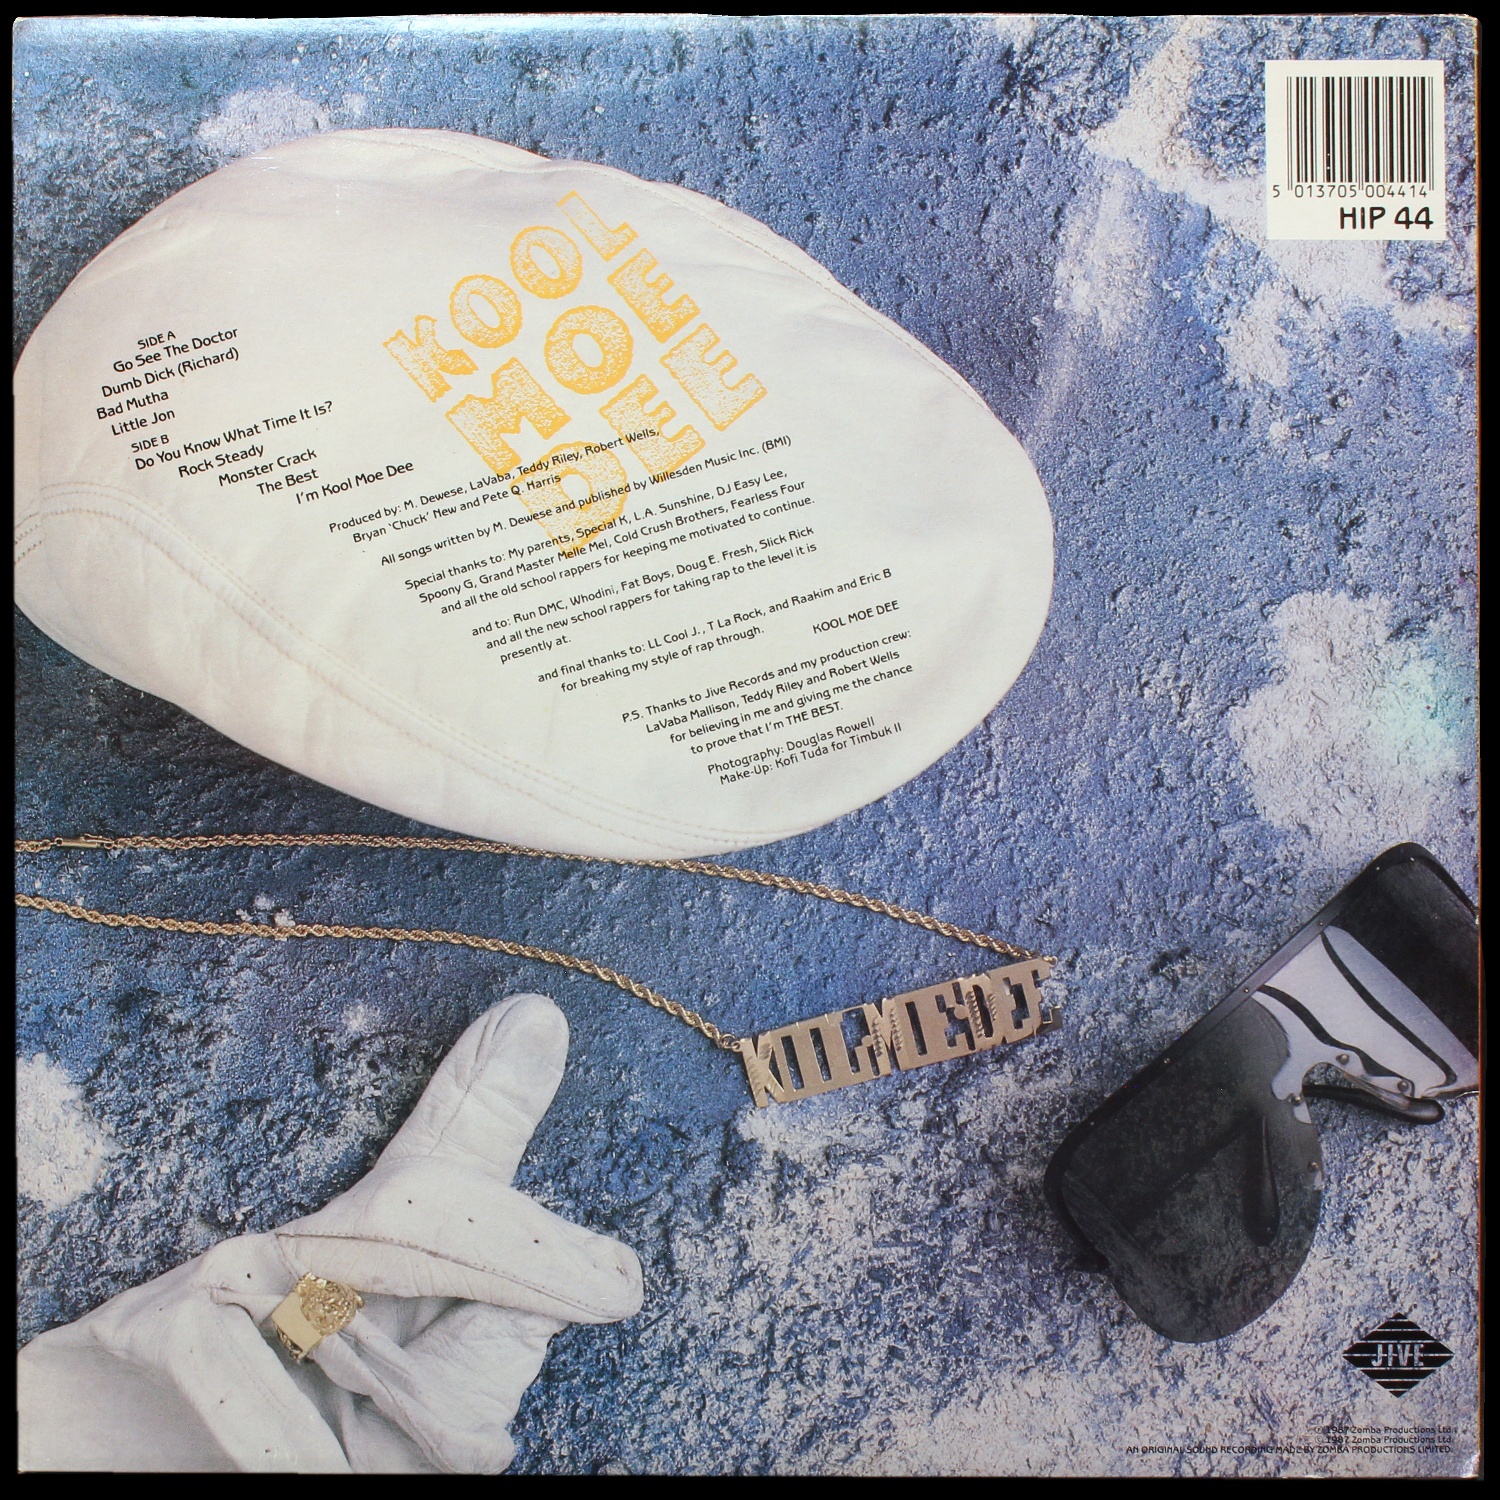 5 013705 004414
HIP 44
KOOL
MOE
DEE
SIDE A
Go See The Doctor
Dumb Dick (Richard)
Bad Mutha
Little Jon
SIDE B
Do You Know What Time It Is?
Rock Steady
Monster Crack
The Best
I'm Kool Moe Dee
Produced by: M. Dewese, LaVaba, Teddy Riley, Robert Wells,
Bryan 'Chuck' New and Pete Q. Harris
All songs written by M. Dewese and published by Willesden Music Inc. (BMI)
Special thanks to: My parents, Special K, L.A. Sunshine, DJ Easy Lee,
Spoony G, Grand Master Melle Mel, Cold Crush Brothers, Fearless Four
and all the old school rappers for keeping me motivated to continue.
and to: Run DMC, Whodini, Fat Boys, Doug E. Fresh, Slick Rick
and all the new school rappers for taking rap to the level it is
presently at.
and final thanks to: LL Cool J., T La Rock, and Raakim and Eric B
for breaking my style of rap through.
KOOL MOE DEE
P.S. Thanks to Jive Records and my production crew:
LaVaba Mallison, Teddy Riley and Robert Wells
for believing in me and giving me the chance
to prove that I'm THE BEST.
Photography: Douglas Rowell
Make-Up: Kofi Tuda for Timbuk II
JIVE
℗ 1987 Zomba Productions Ltd.
© 1987 Zomba Productions Ltd.
AN ORIGINAL SOUND RECORDING MADE BY ZOMBA PRODUCTIONS LIMITED.